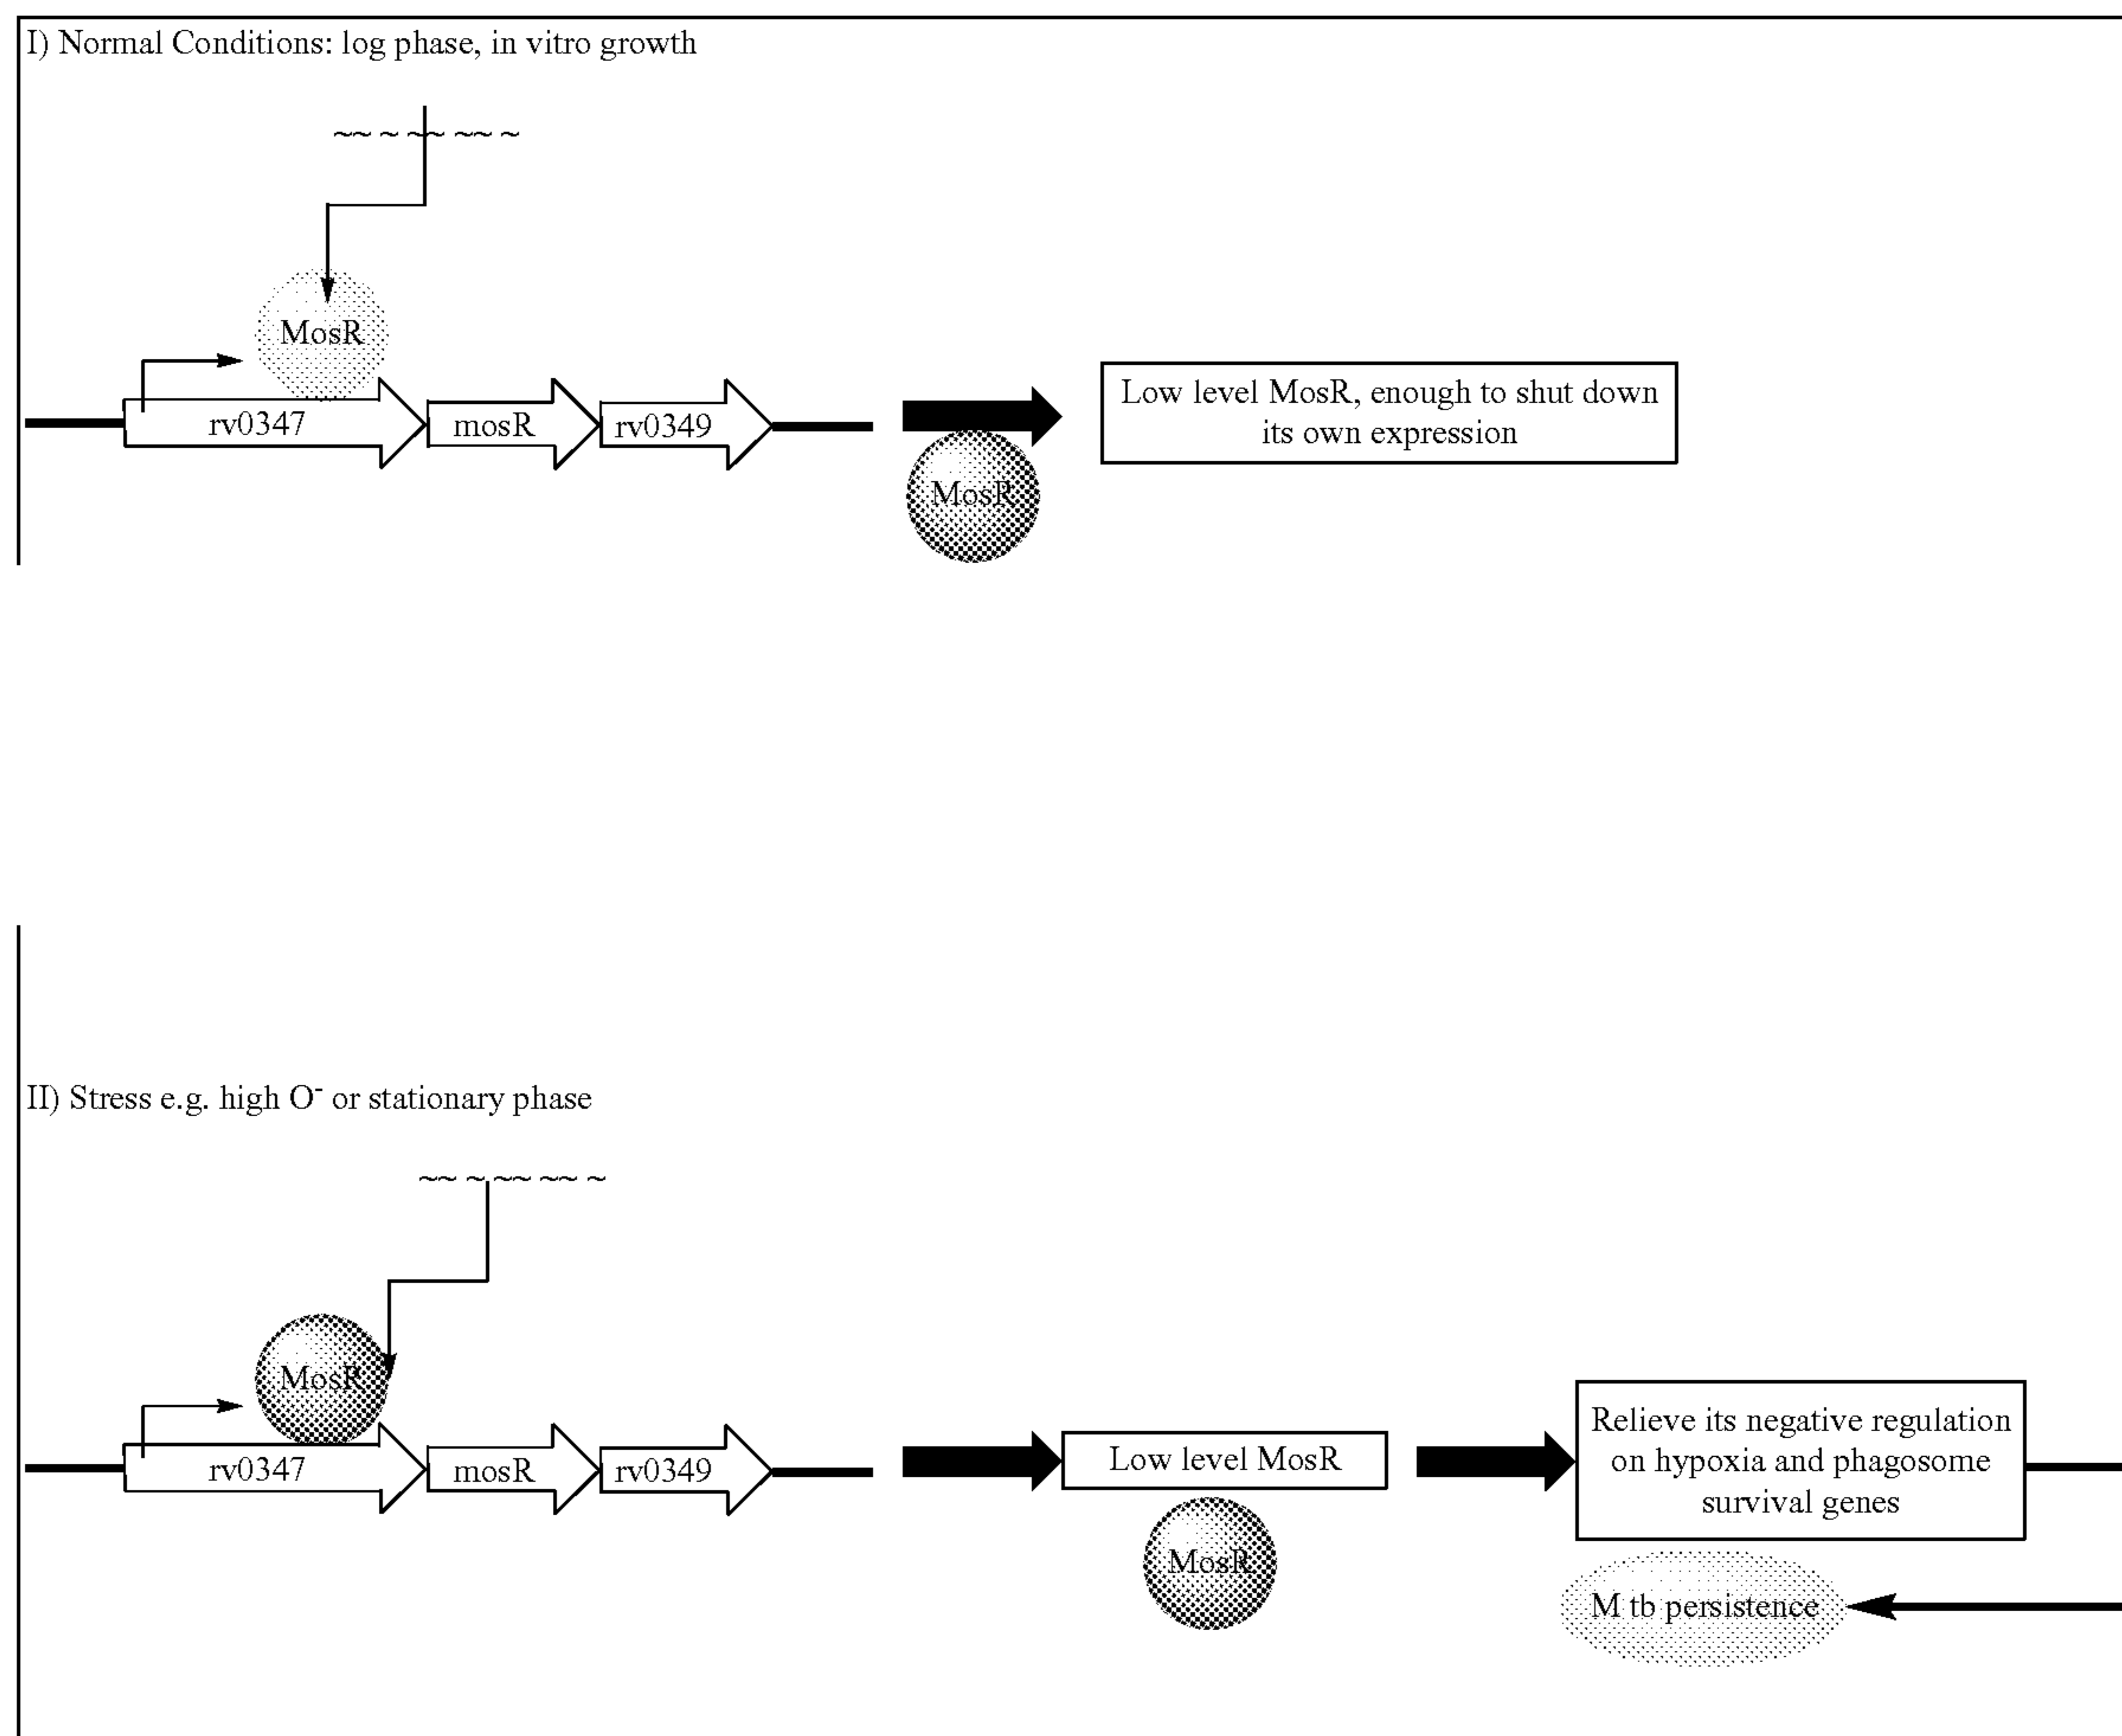 I) Normal Conditions: log phase, in vitro growth
~~ ~ ~~ ~~ ~
MosR
rv0347
mosR
rv0349
MosR
Low level MosR, enough to shut down
its own expression
II) Stress e.g. high O⁻ or stationary phase
~~ ~ ~~ ~~ ~
MosR
rv0347
mosR
rv0349
Low level MosR
MosR
Relieve its negative regulation
on hypoxia and phagosome
survival genes
M tb persistence